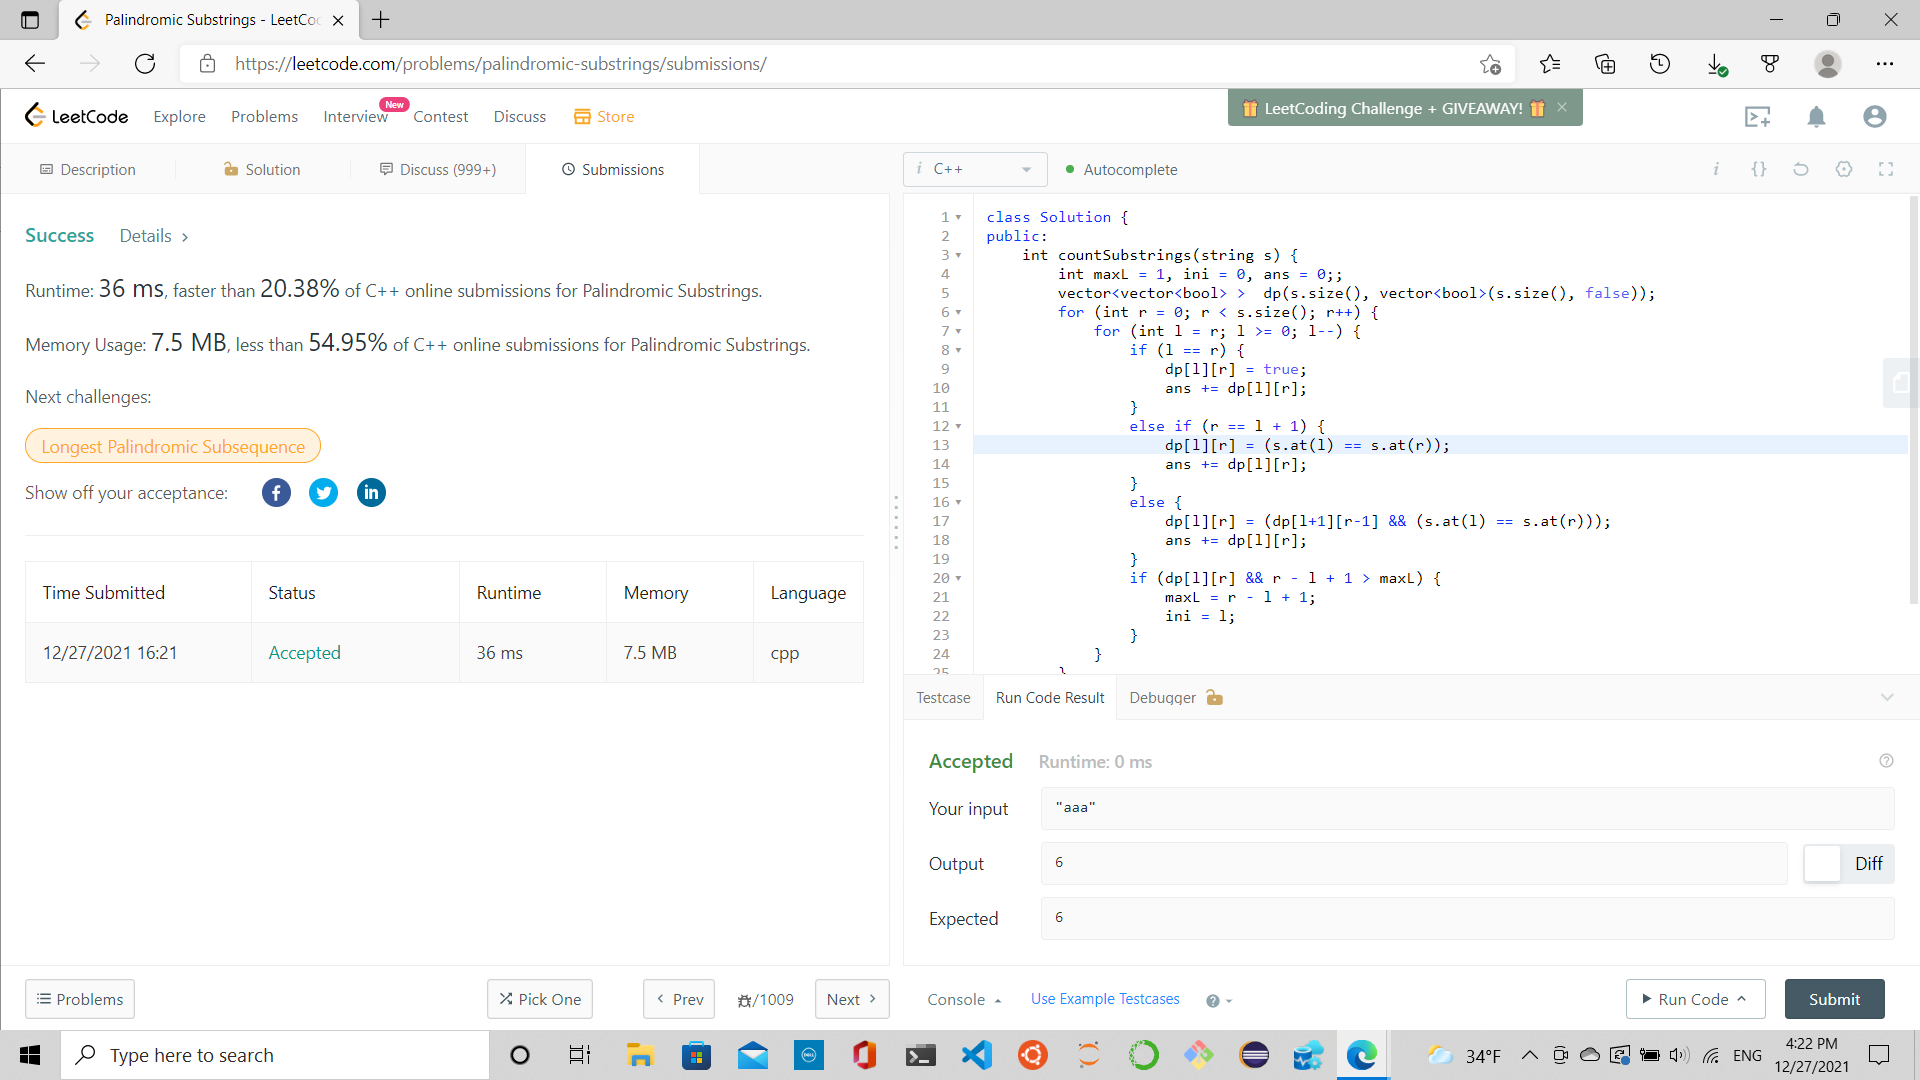 Palindromic Substrings - LeetCo
https://leetcode.com/problems/palindromic-substrings/submissions/
LeetCode
Explore
Problems
Interview
New
Contest
Discuss
Store
LeetCoding Challenge + GIVEAWAY!
Description
Solution
Discuss (999+)
Submissions
i C++
Autocomplete
i {}
Success Details >
Runtime: 36 ms, faster than 20.38% of C++ online submissions for Palindromic Substrings.
Memory Usage: 7.5 MB, less than 54.95% of C++ online submissions for Palindromic Substrings.
Next challenges:
Longest Palindromic Subsequence
Show off your acceptance:
Time Submitted Status Runtime Memory Language
12/27/2021 16:21 Accepted 36 ms 7.5 MB cpp
1 class Solution {
2 public:
3 int countSubstrings(string s) {
4 int maxL = 1, ini = 0, ans = 0;;
5 vector<vector<bool> >  dp(s.size(), vector<bool>(s.size(), false));
6 for (int r = 0; r < s.size(); r++) {
7 for (int l = r; l >= 0; l--) {
8 if (l == r) {
9 dp[l][r] = true;
10 ans += dp[l][r];
11 }
12 else if (r == l + 1) {
13 dp[l][r] = (s.at(l) == s.at(r));
14 ans += dp[l][r];
15 }
16 else {
17 dp[l][r] = (dp[l+1][r-1] && (s.at(l) == s.at(r)));
18 ans += dp[l][r];
19 }
20 if (dp[l][r] && r - l + 1 > maxL) {
21 maxL = r - l + 1;
22 ini = l;
23 }
24 }
25 }
Testcase
Run Code Result
Debugger
Accepted Runtime: 0 ms
Your input "aaa"
Output 6
Diff
Expected 6
Problems
Pick One
< Prev
/1009
Next >
Console
Use Example Testcases
Run Code
Submit
Type here to search
DELL
34°F
ENG
4:22 PM
12/27/2021